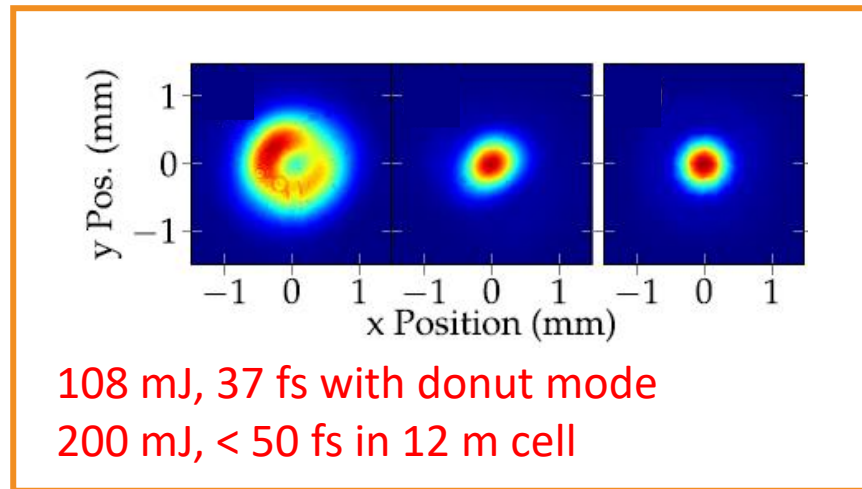 y Pos. (mm)
1
0
−1
−1 0 1 −1 0 1 −1 0 1
x Position (mm)
108 mJ, 37 fs with donut mode
200 mJ, < 50 fs in 12 m cell